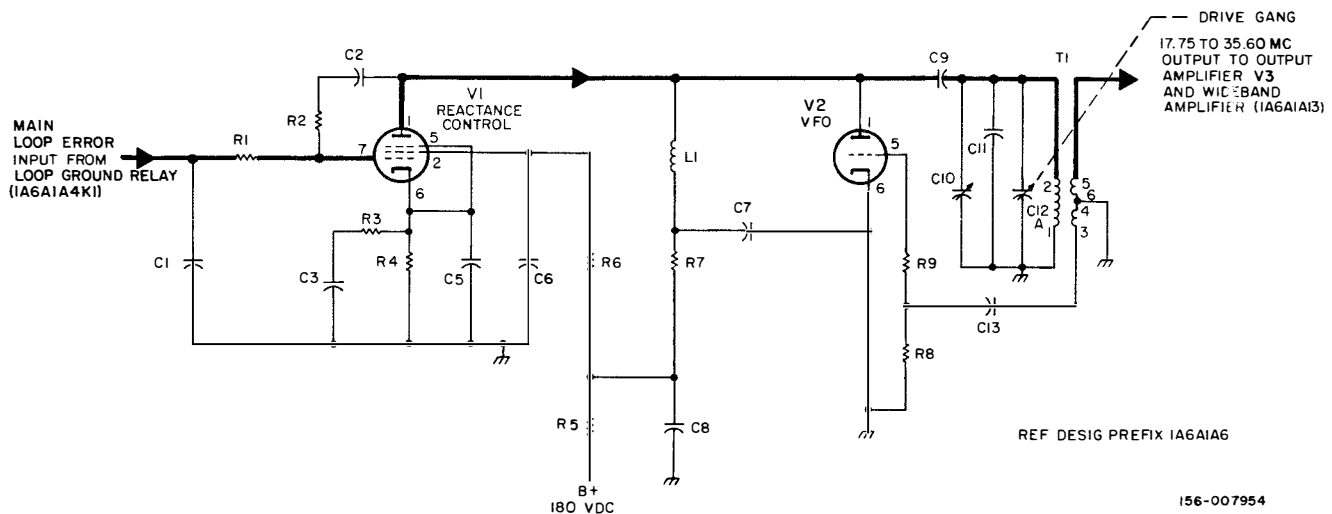 DRIVE GANG
17.75 TO 35.60 MC
OUTPUT TO OUTPUT
AMPLIFIER V3
AND WIDEBAND
AMPLIFIER (1A6A1A13)
T1
C9
C2
V1
REACTANCE
CONTROL
V2
VFO
MAIN
LOOP ERROR
INPUT FROM
LOOP GROUND RELAY
(1A6A1A4K1)
R1
R2
1
5
2
7
6
L1
1
5
6
C10
C11
C12
A
2
1
5
6
4
3
C7
R3
R4
C1
C3
C5
C6
R6
R7
R9
C13
R8
R5
C8
B+
180 VDC
REF DESIG PREFIX 1A6A1A6
156-007954